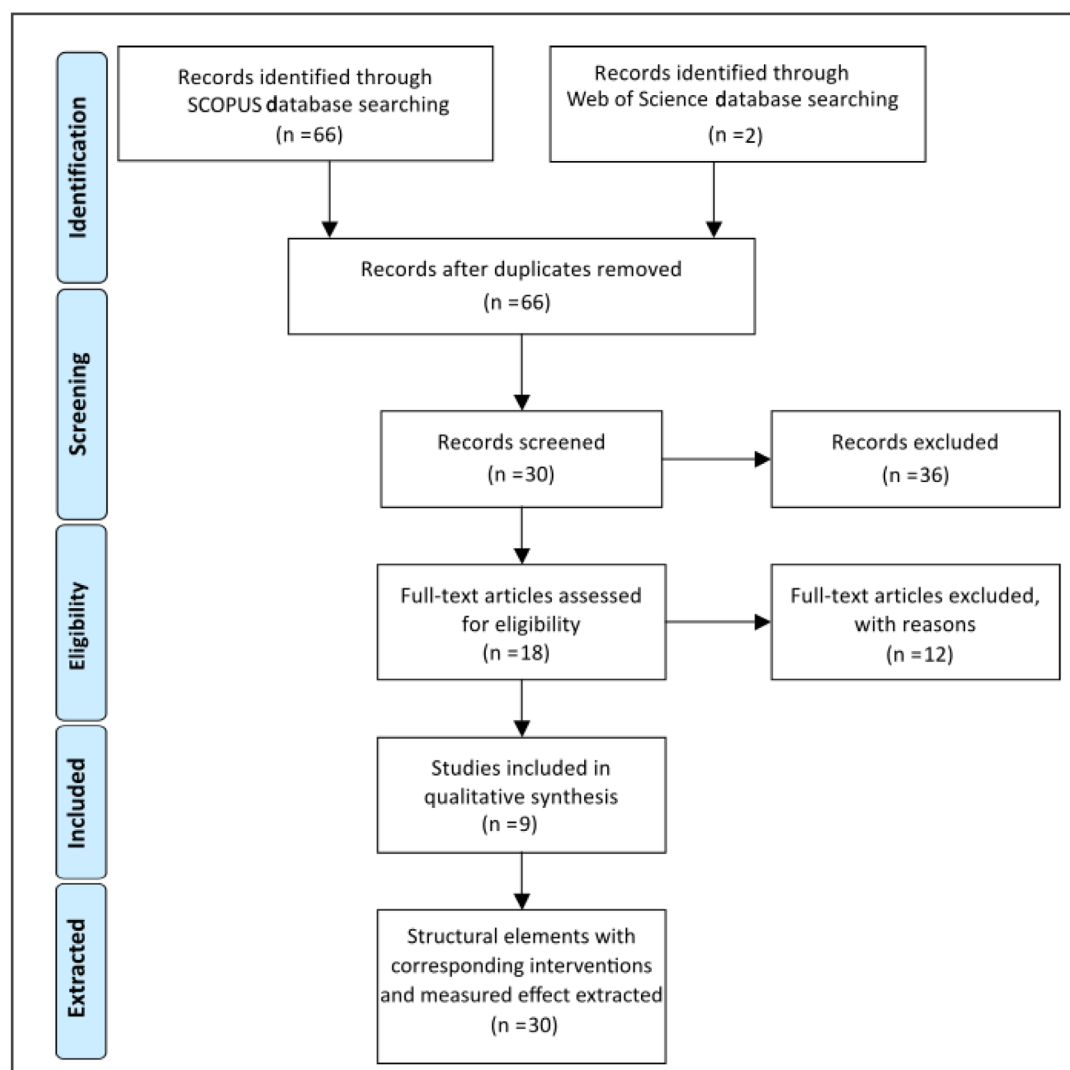 Identification
Records identified through
SCOPUS database searching
(n =66)
Records identified through
Web of Science database searching
(n =2)
Records after duplicates removed
(n =66)
Screening
Records screened
(n =30)
Records excluded
(n =36)
Eligibility
Full-text articles assessed
for eligibility
(n =18)
Full-text articles excluded,
with reasons
(n =12)
Included
Studies included in
qualitative synthesis
(n =9)
Extracted
Structural elements with
corresponding interventions
and measured effect extracted
(n =30)